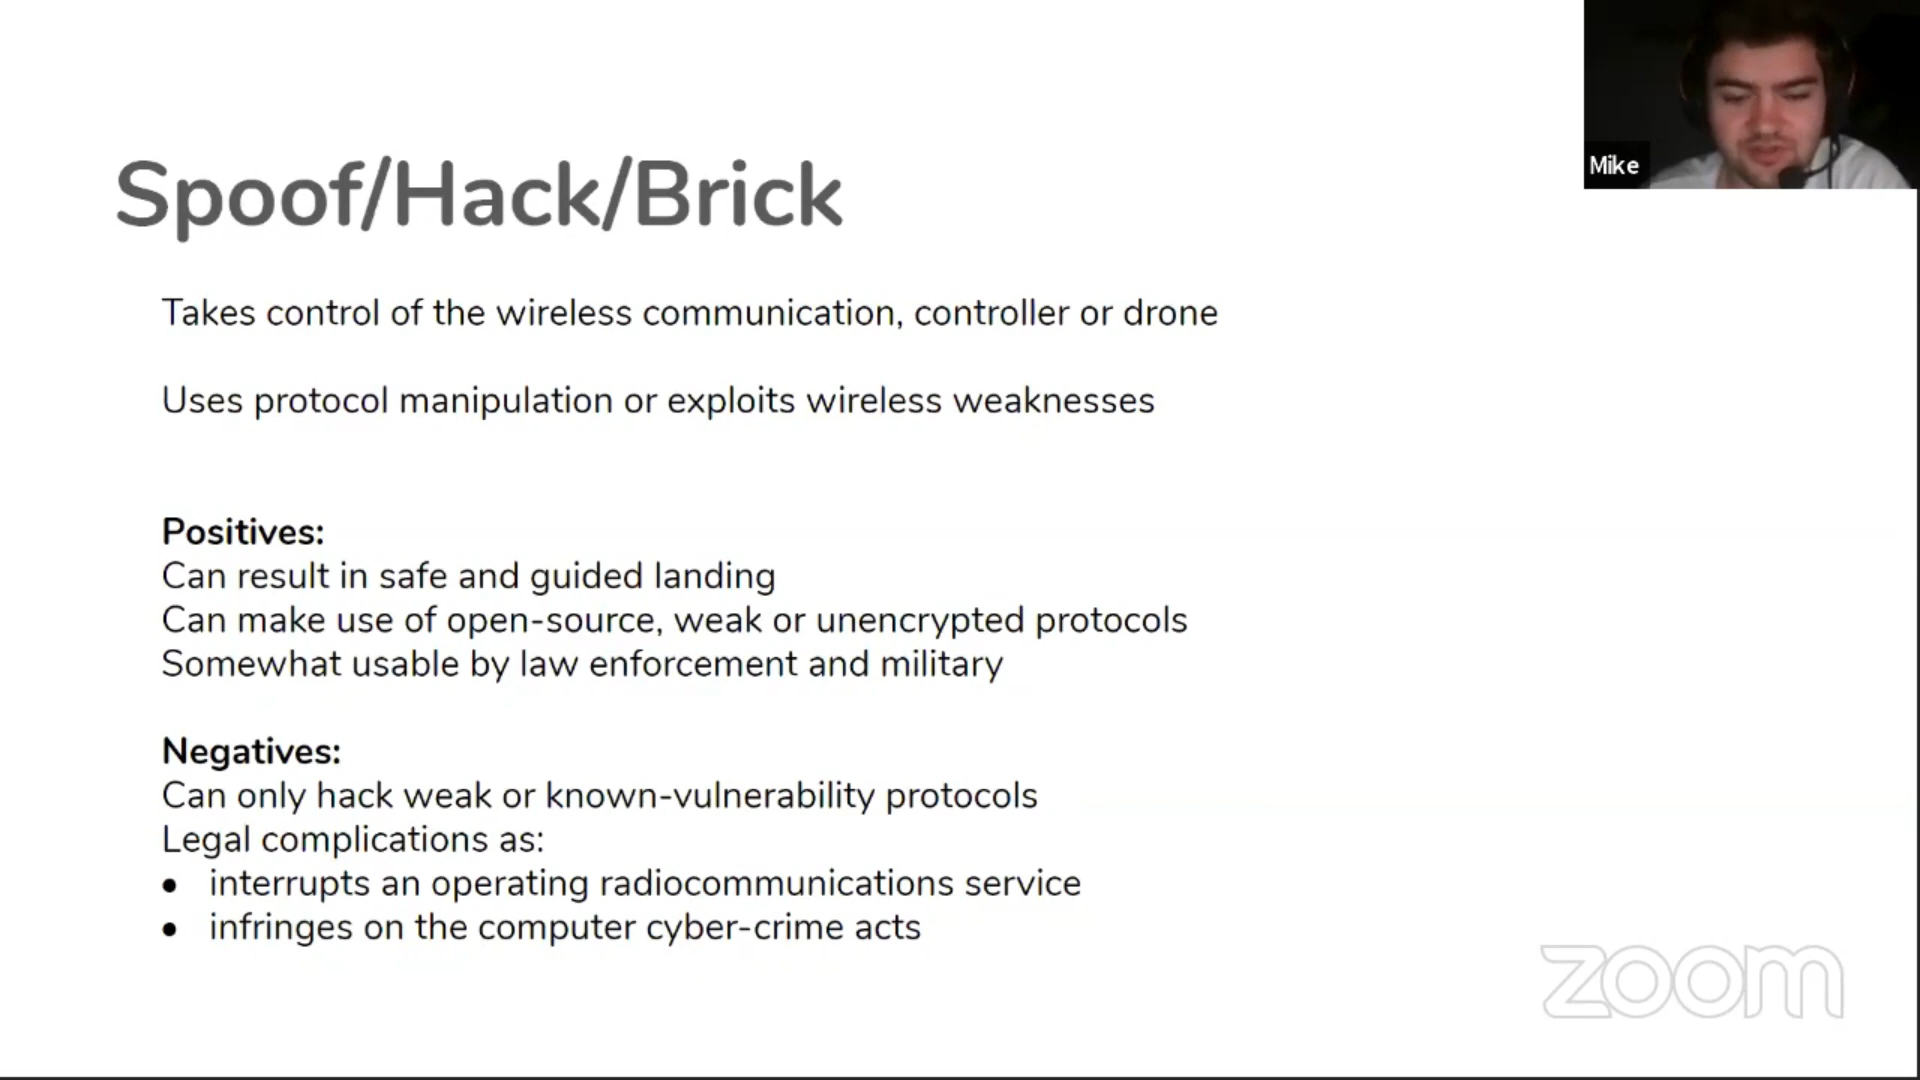 Mike
Spoof/Hack/Brick
Takes control of the wireless communication, controller or drone
Uses protocol manipulation or exploits wireless weaknesses
Positives:
Can result in safe and guided landing
Can make use of open-source, weak or unencrypted protocols
Somewhat usable by law enforcement and military
Negatives:
Can only hack weak or known-vulnerability protocols
Legal complications as:
• interrupts an operating radiocommunications service
• infringes on the computer cyber-crime acts
zoom